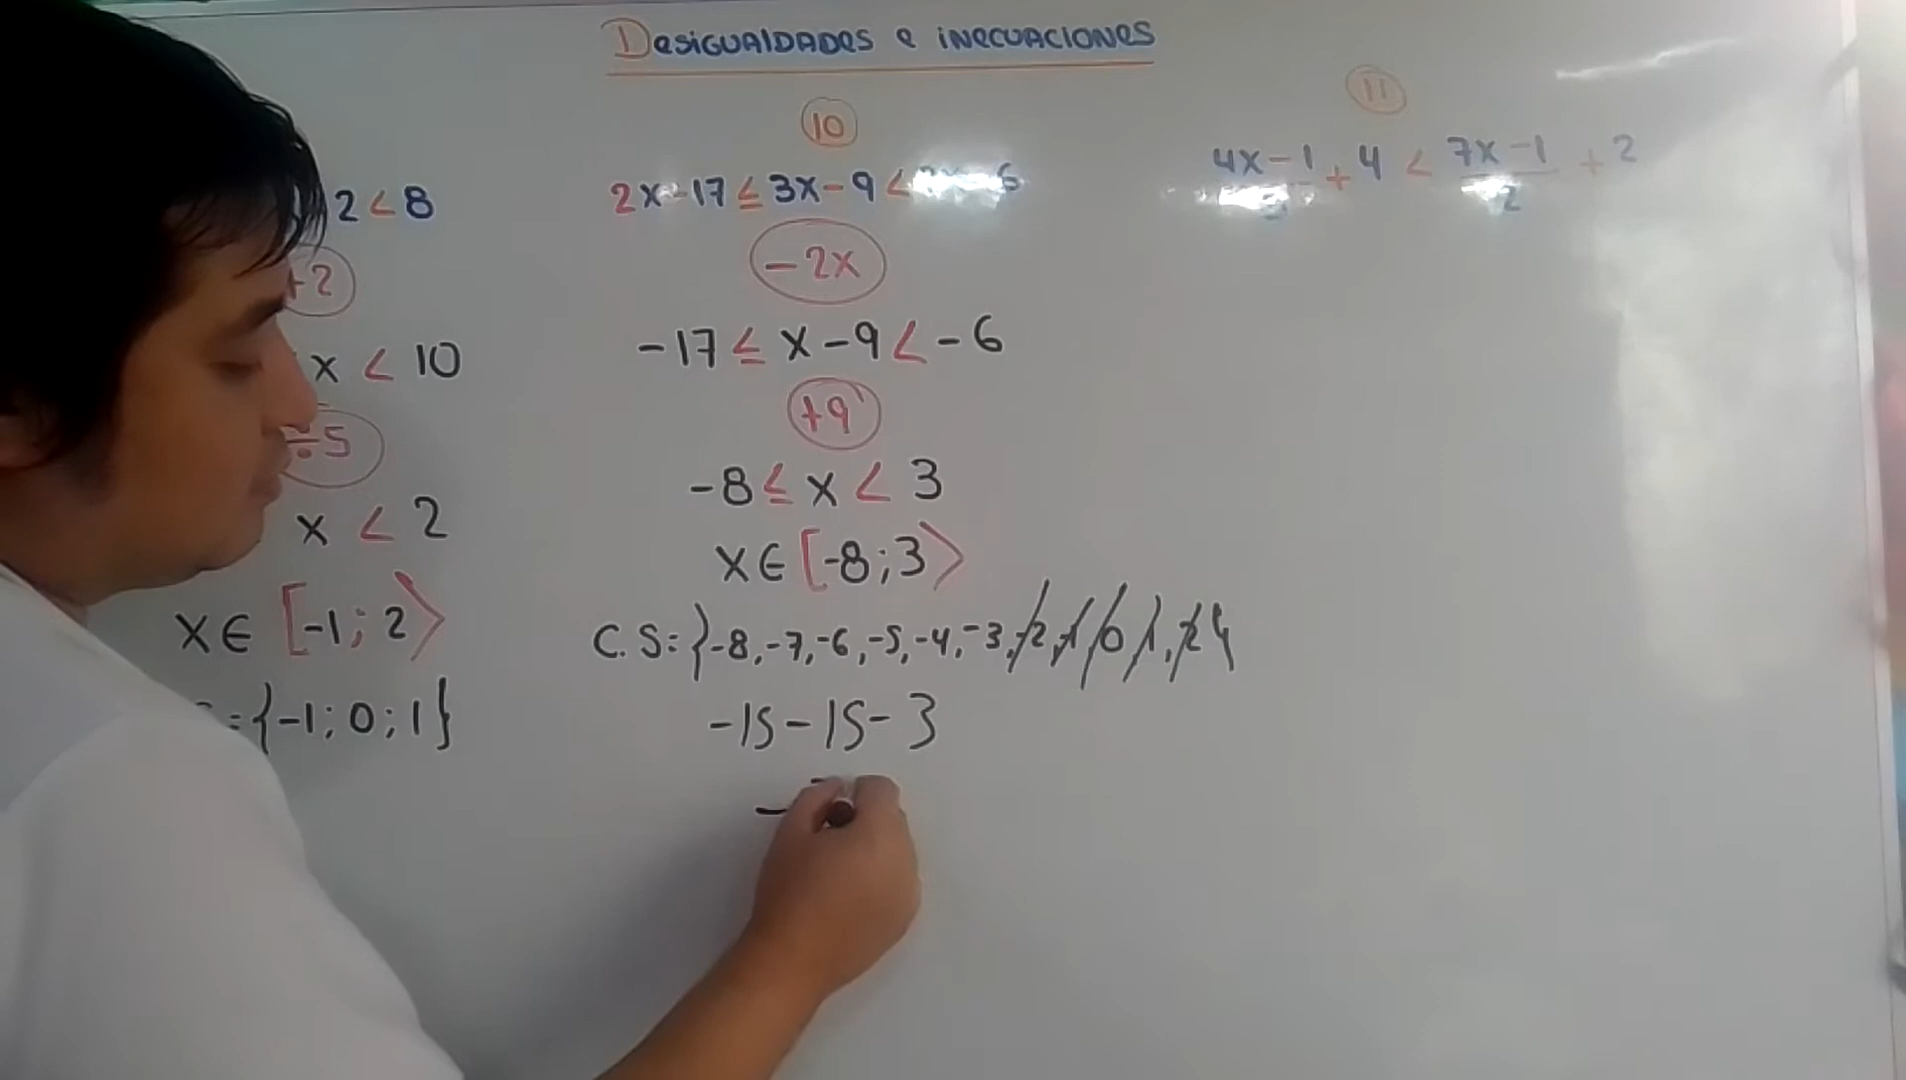 Desigualdades e inecuaciones
2 < 8
+2
x < 10
÷5
x < 2
x ∈ [-1; 2⟩
= {-1; 0; 1}
10
2x - 17 ≤ 3x - 9 < 6
- 2x
-17 ≤ x - 9 < - 6
+9
-8 ≤ x < 3
x ∈ [-8; 3⟩
C.S = {-8, -7, -6, -5, -4, -3, -2, -1, 0, 1, 2}
-15 - 15 - 3
-
11
4x - 1 + 4 < 7x - 1 + 2
2